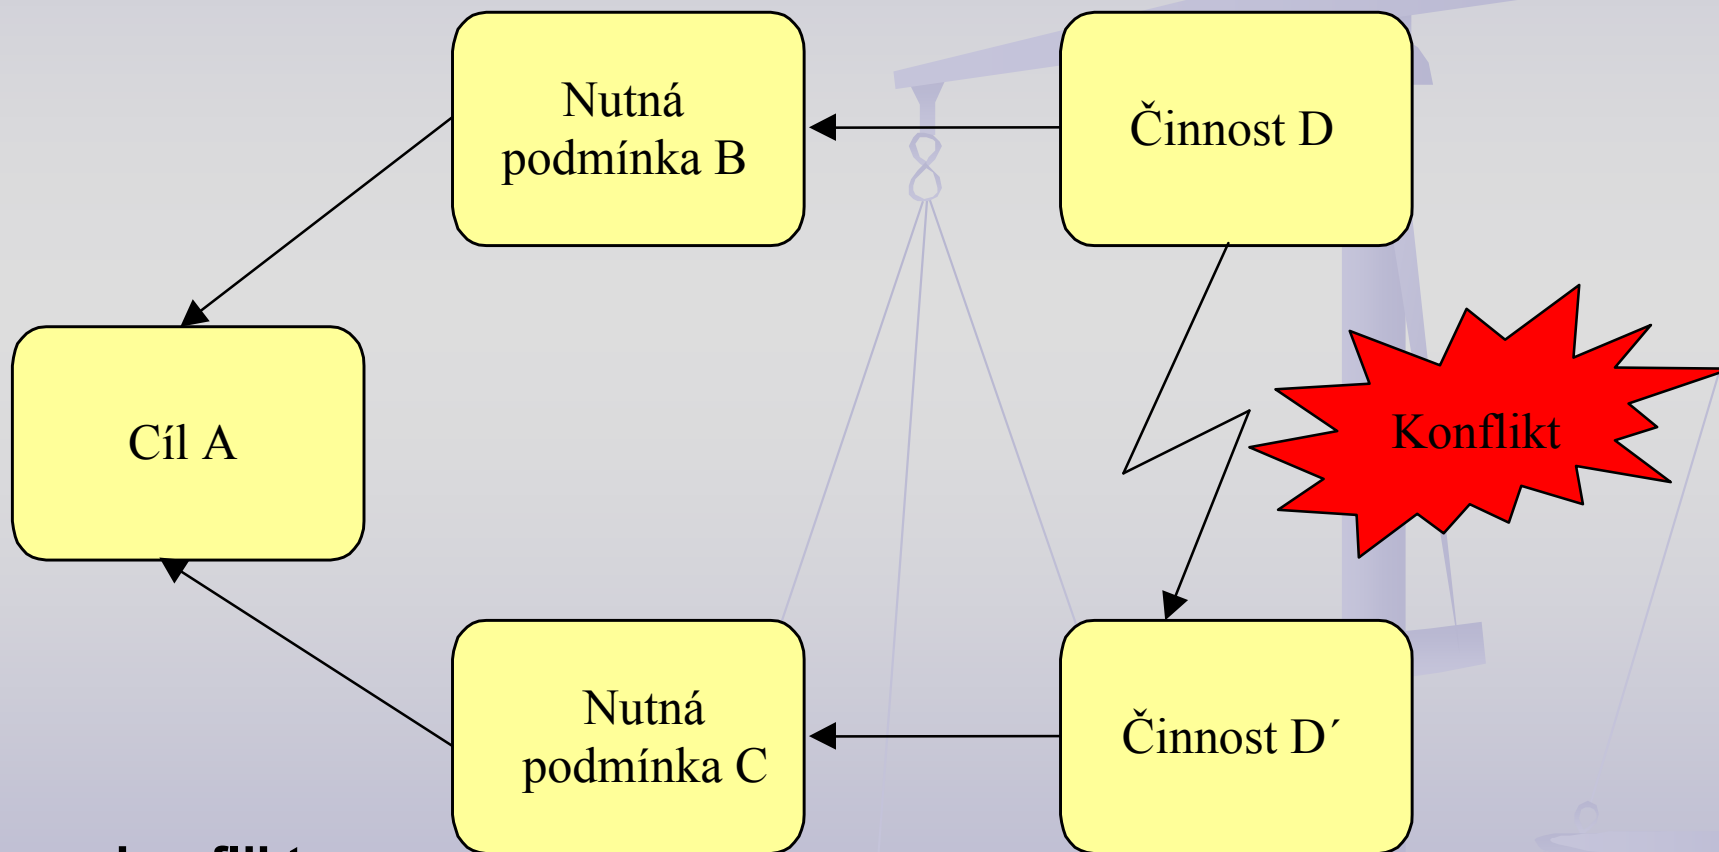 Nutná
podmínka B
Činnost D
Cíl A
Konflikt
Nutná
podmínka C
Činnost D´